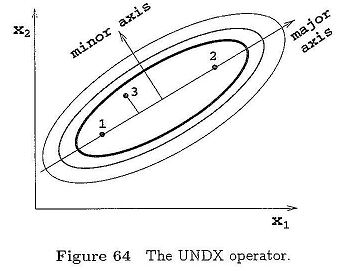 x2
minor axis
major
axis
2
3
1
x1
Figure 64 The UNDX operator.